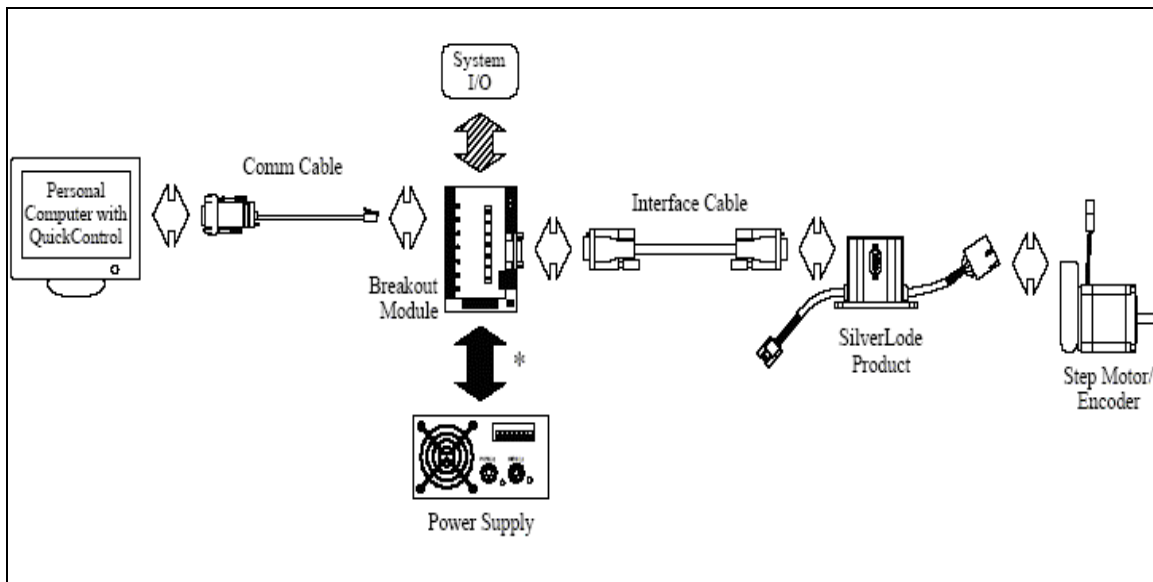 System
I/O
Comm Cable
Personal
Computer with
QuickControl
Interface Cable
Breakout
Module
*
SilverLode
Product
Step Motor/
Encoder
Power Supply